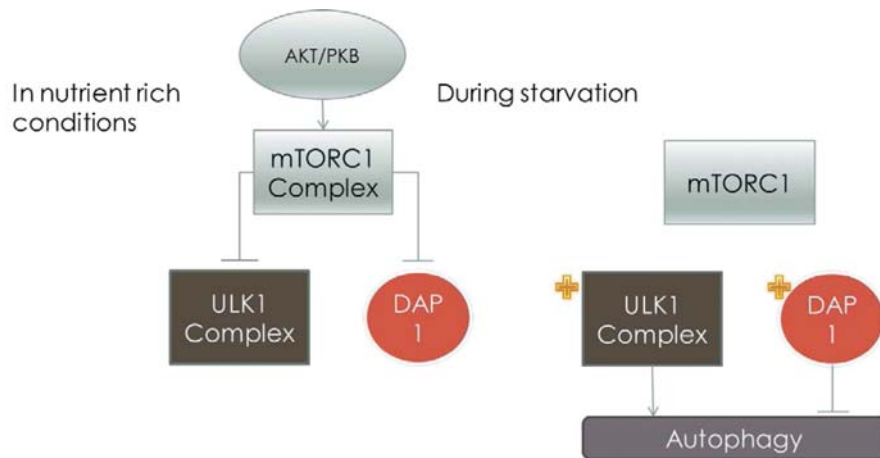 AKT/PKB
In nutrient rich
conditions
During starvation
mTORC1
Complex
mTORC1
ULK1
Complex
DAP
1
ULK1
Complex
DAP
1
Autophagy